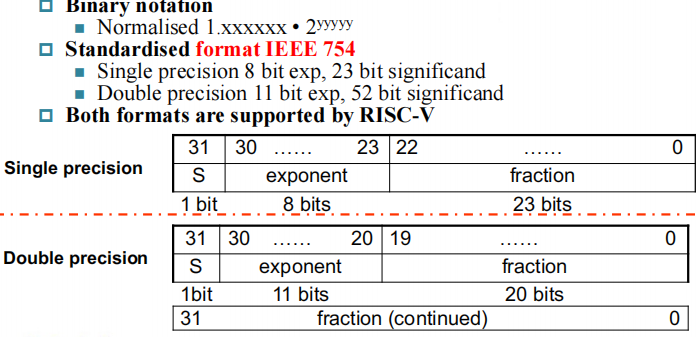 Binary notation
Normalised 1.xxxxxx • 2^yyyyy
Standardised format IEEE 754
Single precision 8 bit exp, 23 bit significand
Double precision 11 bit exp, 52 bit significand
Both formats are supported by RISC-V
31 30 ...... 23 22 ...... 0
Single precision
S exponent fraction
1 bit 8 bits 23 bits
31 30 ...... 20 19 ...... 0
Double precision
S exponent fraction
1bit 11 bits 20 bits
31 fraction (continued) 0